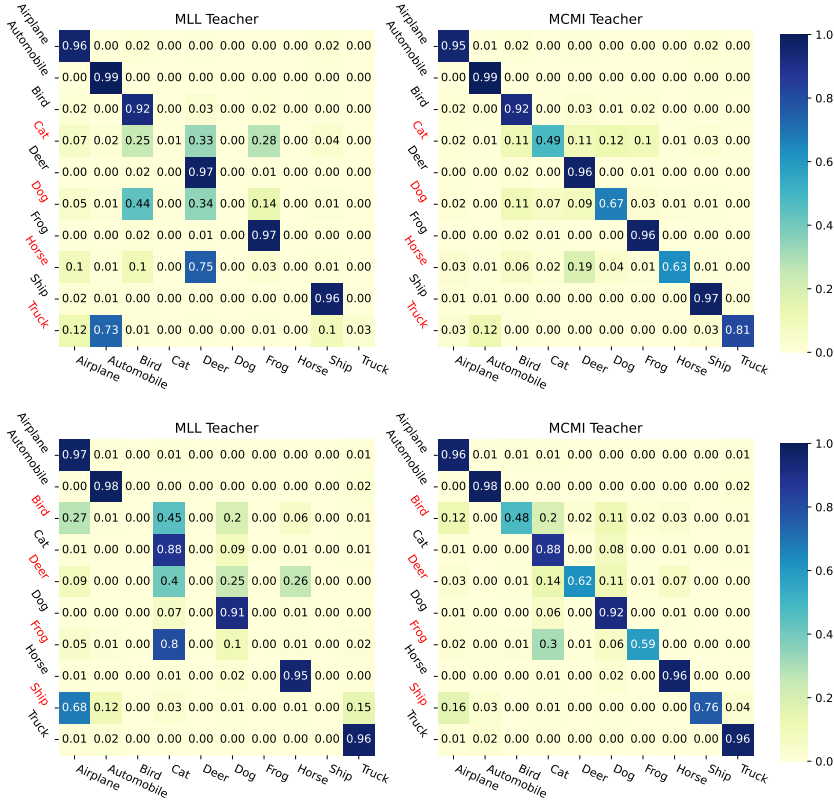 MLL Teacher
Airplane 0.96 0.00 0.02 0.00 0.00 0.00 0.00 0.00 0.02 0.00
Automobile 0.00 0.99 0.00 0.00 0.00 0.00 0.00 0.00 0.00 0.00
Bird 0.02 0.00 0.92 0.00 0.03 0.00 0.02 0.00 0.00 0.00
Cat 0.07 0.02 0.25 0.01 0.33 0.00 0.28 0.00 0.04 0.00
Deer 0.00 0.00 0.02 0.00 0.97 0.00 0.00 0.00 0.00 0.00
Dog 0.05 0.01 0.44 0.00 0.34 0.00 0.14 0.00 0.01 0.00
Frog 0.00 0.00 0.02 0.00 0.01 0.00 0.97 0.00 0.00 0.00
Horse 0.1 0.00 0.1 0.00 0.75 0.00 0.03 0.00 0.01 0.00
Ship 0.02 0.01 0.00 0.00 0.00 0.00 0.00 0.00 0.96 0.00
Truck 0.12 0.73 0.01 0.00 0.00 0.00 0.01 0.00 0.1 0.03
Airplane Automobile Bird Cat Deer Dog Frog Horse Ship Truck
MCMI Teacher
Airplane 0.95 0.01 0.02 0.00 0.00 0.00 0.00 0.00 0.02 0.00
Automobile 0.00 0.99 0.00 0.00 0.00 0.00 0.00 0.00 0.00 0.00
Bird 0.02 0.00 0.92 0.00 0.03 0.01 0.02 0.00 0.00 0.00
Cat 0.02 0.01 0.11 0.49 0.11 0.12 0.1 0.01 0.03 0.00
Deer 0.00 0.00 0.02 0.00 0.96 0.00 0.00 0.00 0.00 0.00
Dog 0.02 0.00 0.11 0.07 0.09 0.67 0.03 0.01 0.01 0.00
Frog 0.00 0.00 0.02 0.01 0.00 0.00 0.96 0.00 0.00 0.00
Horse 0.03 0.01 0.06 0.02 0.19 0.04 0.01 0.63 0.01 0.00
Ship 0.01 0.01 0.00 0.00 0.00 0.00 0.00 0.00 0.97 0.00
Truck 0.03 0.12 0.00 0.00 0.00 0.00 0.00 0.00 0.03 0.81
Airplane Automobile Bird Cat Deer Dog Frog Horse Ship Truck
1.0
0.8
0.6
0.4
0.2
0.0
MLL Teacher
Airplane 0.97 0.01 0.00 0.01 0.00 0.00 0.00 0.00 0.00 0.01
Automobile 0.00 0.98 0.00 0.00 0.00 0.00 0.00 0.00 0.00 0.02
Bird 0.27 0.01 0.00 0.45 0.00 0.2 0.00 0.06 0.00 0.01
Cat 0.01 0.00 0.00 0.88 0.00 0.09 0.00 0.01 0.00 0.01
Deer 0.09 0.00 0.00 0.4 0.00 0.25 0.00 0.26 0.00 0.00
Dog 0.01 0.00 0.00 0.07 0.00 0.91 0.00 0.01 0.00 0.00
Frog 0.05 0.01 0.00 0.8 0.00 0.1 0.00 0.01 0.00 0.02
Horse 0.01 0.00 0.00 0.01 0.00 0.02 0.00 0.95 0.00 0.00
Ship 0.68 0.12 0.00 0.03 0.00 0.01 0.00 0.01 0.00 0.15
Truck 0.01 0.02 0.00 0.00 0.00 0.00 0.00 0.00 0.00 0.96
Airplane Automobile Bird Cat Deer Dog Frog Horse Ship Truck
MCMI Teacher
Airplane 0.96 0.01 0.01 0.01 0.00 0.00 0.00 0.00 0.00 0.01
Automobile 0.00 0.98 0.00 0.00 0.00 0.00 0.00 0.00 0.00 0.02
Bird 0.12 0.00 0.48 0.2 0.02 0.11 0.02 0.03 0.00 0.01
Cat 0.01 0.00 0.00 0.88 0.00 0.08 0.00 0.01 0.00 0.01
Deer 0.03 0.00 0.01 0.14 0.62 0.11 0.01 0.07 0.00 0.00
Dog 0.01 0.00 0.00 0.06 0.00 0.92 0.00 0.01 0.00 0.00
Frog 0.02 0.00 0.01 0.3 0.00 0.06 0.59 0.00 0.00 0.00
Horse 0.01 0.00 0.00 0.01 0.00 0.02 0.00 0.96 0.00 0.00
Ship 0.16 0.03 0.00 0.01 0.00 0.00 0.00 0.00 0.76 0.04
Truck 0.01 0.02 0.00 0.00 0.00 0.00 0.00 0.00 0.00 0.96
Airplane Automobile Bird Cat Deer Dog Frog Horse Ship Truck
1.0
0.8
0.6
0.4
0.2
0.0